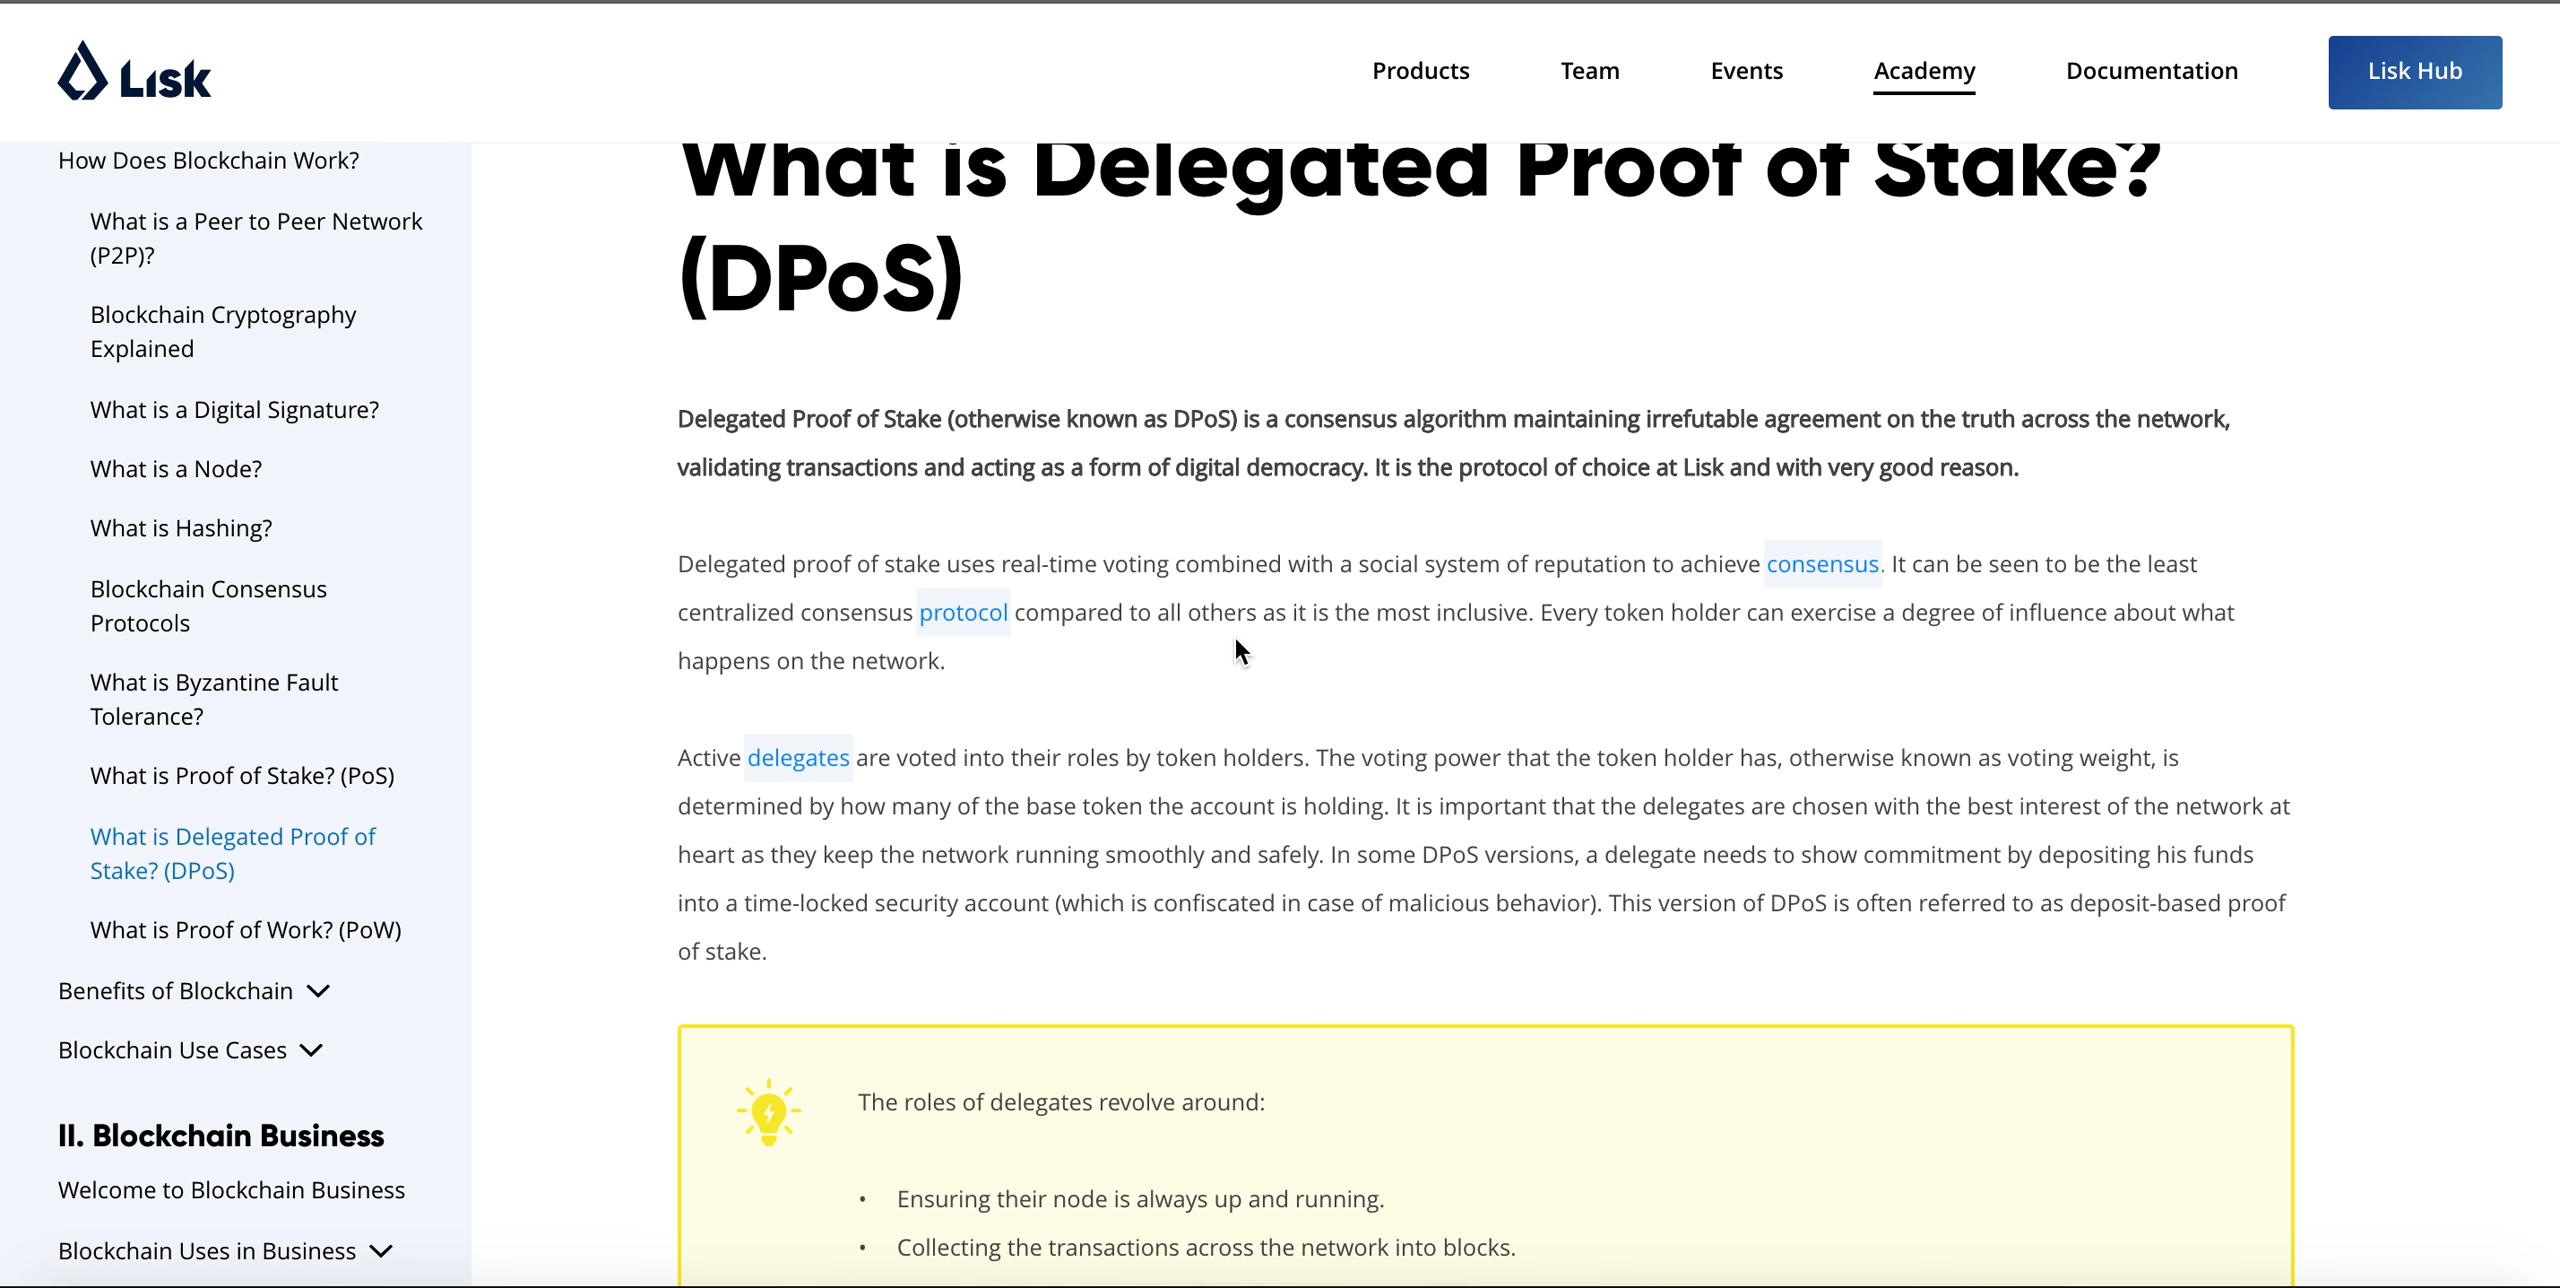 Lisk
Products
Team
Events
Academy
Documentation
Lisk Hub
How Does Blockchain Work?
What is a Peer to Peer Network
(P2P)?
Blockchain Cryptography
Explained
What is a Digital Signature?
What is a Node?
What is Hashing?
Blockchain Consensus
Protocols
What is Byzantine Fault
Tolerance?
What is Proof of Stake? (PoS)
What is Delegated Proof of
Stake? (DPoS)
What is Proof of Work? (PoW)
Benefits of Blockchain
Blockchain Use Cases
II. Blockchain Business
Welcome to Blockchain Business
Blockchain Uses in Business
What is Delegated Proof of Stake?
(DPoS)
Delegated Proof of Stake (otherwise known as DPoS) is a consensus algorithm maintaining irrefutable agreement on the truth across the network,
validating transactions and acting as a form of digital democracy. It is the protocol of choice at Lisk and with very good reason.
Delegated proof of stake uses real-time voting combined with a social system of reputation to achieve consensus. It can be seen to be the least
centralized consensus protocol compared to all others as it is the most inclusive. Every token holder can exercise a degree of influence about what
happens on the network.
Active delegates are voted into their roles by token holders. The voting power that the token holder has, otherwise known as voting weight, is
determined by how many of the base token the account is holding. It is important that the delegates are chosen with the best interest of the network at
heart as they keep the network running smoothly and safely. In some DPoS versions, a delegate needs to show commitment by depositing his funds
into a time-locked security account (which is confiscated in case of malicious behavior). This version of DPoS is often referred to as deposit-based proof
of stake.
The roles of delegates revolve around:
• Ensuring their node is always up and running.
• Collecting the transactions across the network into blocks.